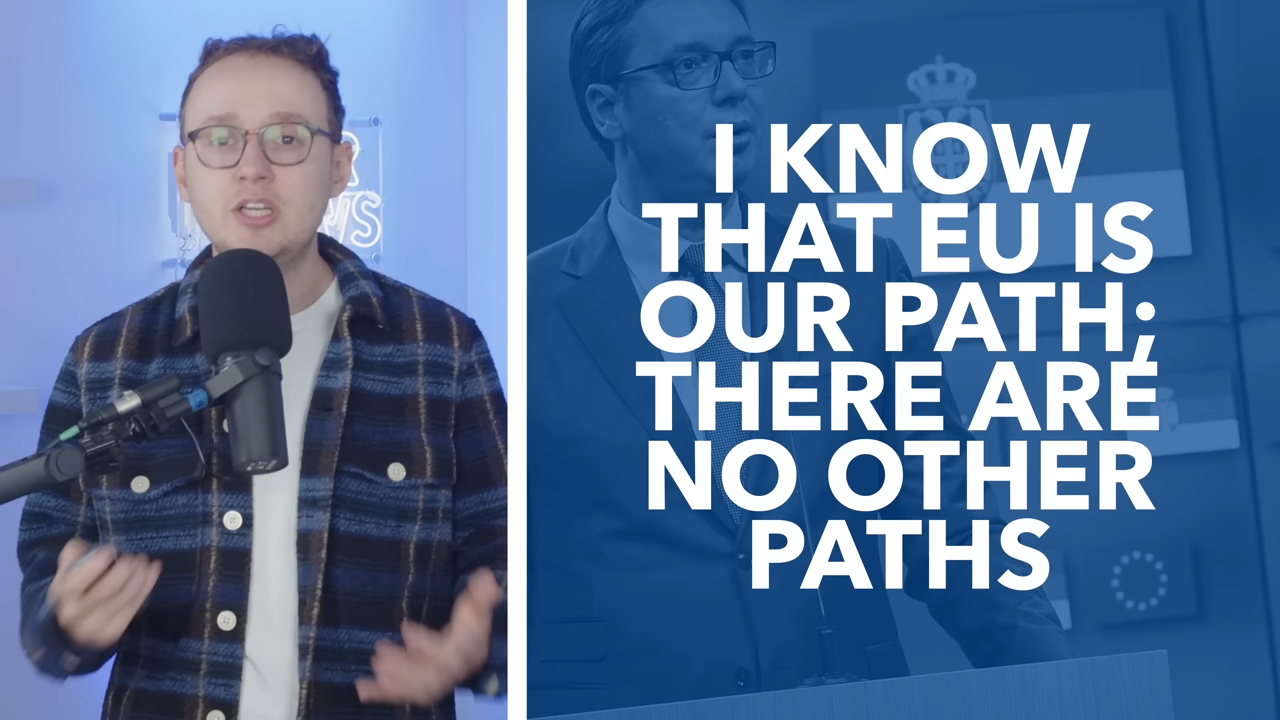 I KNOW
THAT EU IS
OUR PATH;
THERE ARE
NO OTHER
PATHS